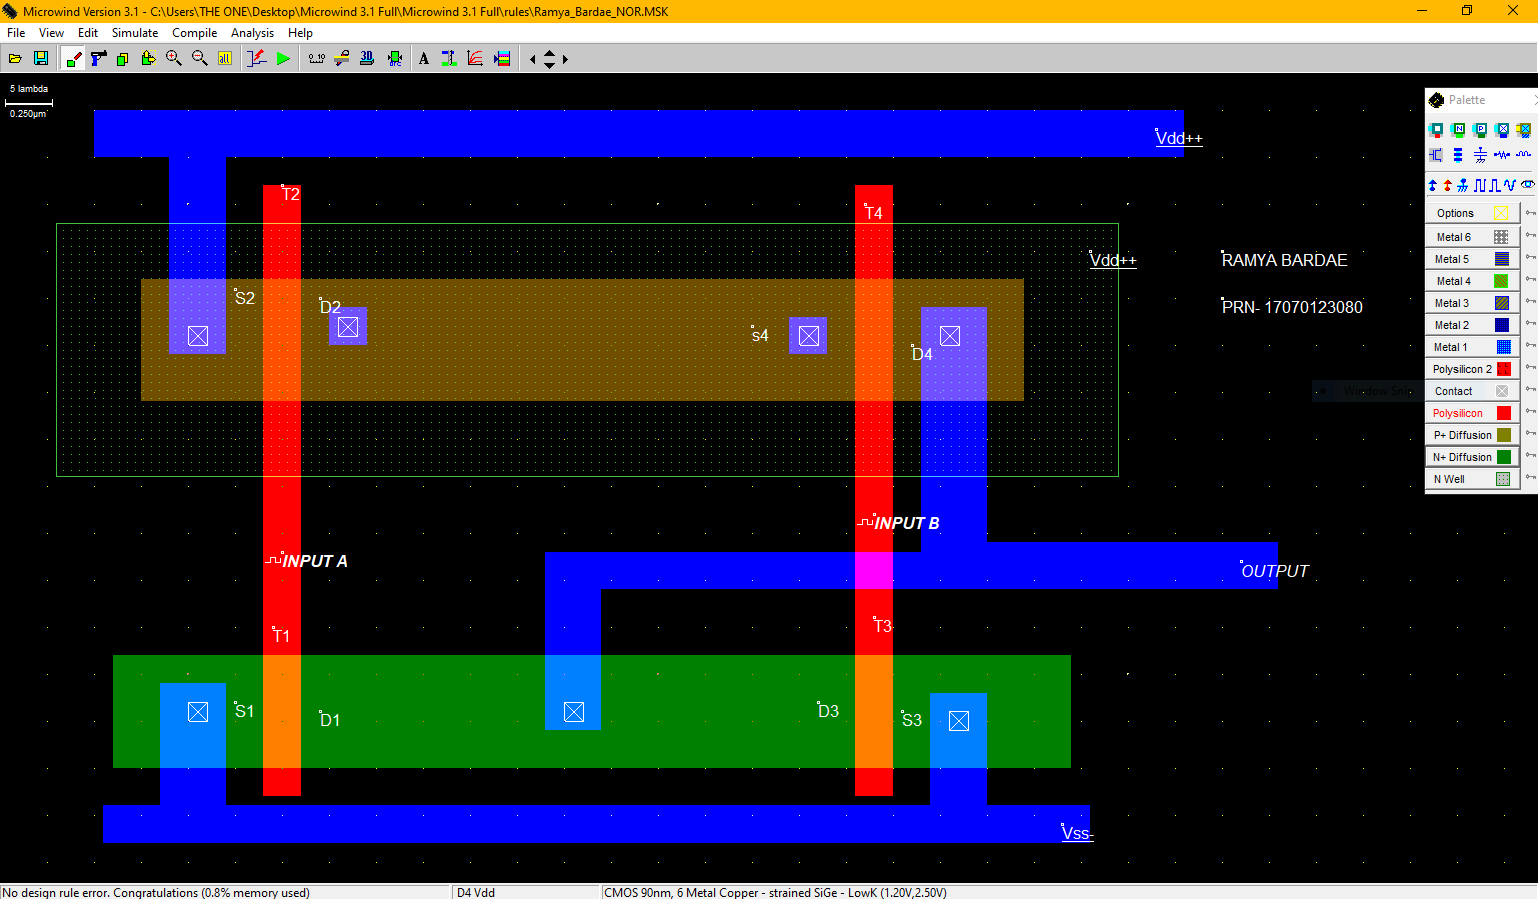 Microwind Version 3.1 - C:\Users\THE ONE\Desktop\Microwind 3.1 Full\Microwind 3.1 Full\rules\Ramya_Bardae_NOR.MSK
File View Edit Simulate Compile Analysis Help
5 lambda
0.250µm
Vdd++
T2
T4
Vdd++
S2
D2
s4
D4
RAMYA BARDAE
PRN- 17070123080
INPUT B
INPUT A
OUTPUT
T1
T3
S1
D1
D3
S3
Vss-
Palette
Options
Metal 6
Metal 5
Metal 4
Metal 3
Metal 2
Metal 1
Polysilicon 2
Contact
Polysilicon
P+ Diffusion
N+ Diffusion
N Well
No design rule error. Congratulations (0.8% memory used)
D4 Vdd
CMOS 90nm, 6 Metal Copper - strained SiGe - LowK (1.20V,2.50V)